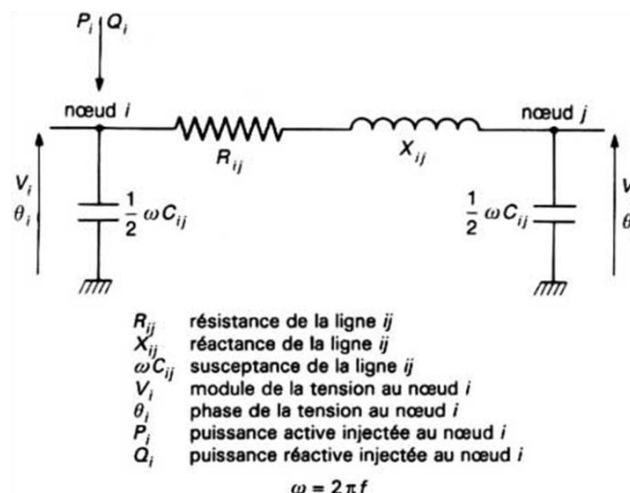 P_i Q_i
nœud i
nœud j
R_ij
X_ij
V_i
θ_i
1/2 ωC_ij
1/2 ωC_ij
V
θ
R_ij résistance de la ligne ij
X_ij réactance de la ligne ij
ωC_ij susceptance de la ligne ij
V_i module de la tension au nœud i
θ_i phase de la tension au nœud i
P_i puissance active injectée au nœud i
Q_i puissance réactive injectée au nœud i
ω = 2πf